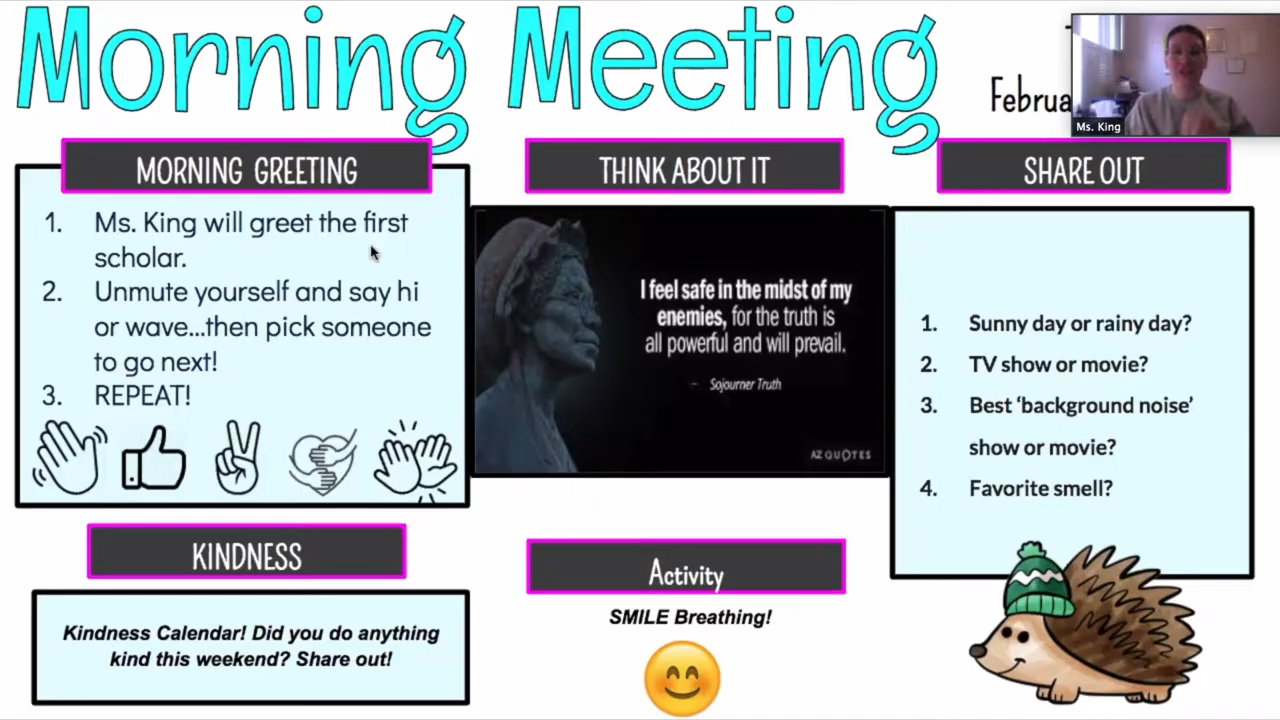 Morning Meeting
Ms. King
MORNING GREETING
1. Ms. King will greet the first
scholar.
2. Unmute yourself and say hi
or wave...then pick someone
to go next!
3. REPEAT!
THINK ABOUT IT
I feel safe in the midst of my
enemies, for the truth is
all powerful and will prevail.
– Sojourner Truth
AZ QUOTES
SHARE OUT
1. Sunny day or rainy day?
2. TV show or movie?
3. Best ‘background noise’
show or movie?
4. Favorite smell?
KINDNESS
Kindness Calendar! Did you do anything
kind this weekend? Share out!
Activity
SMILE Breathing!